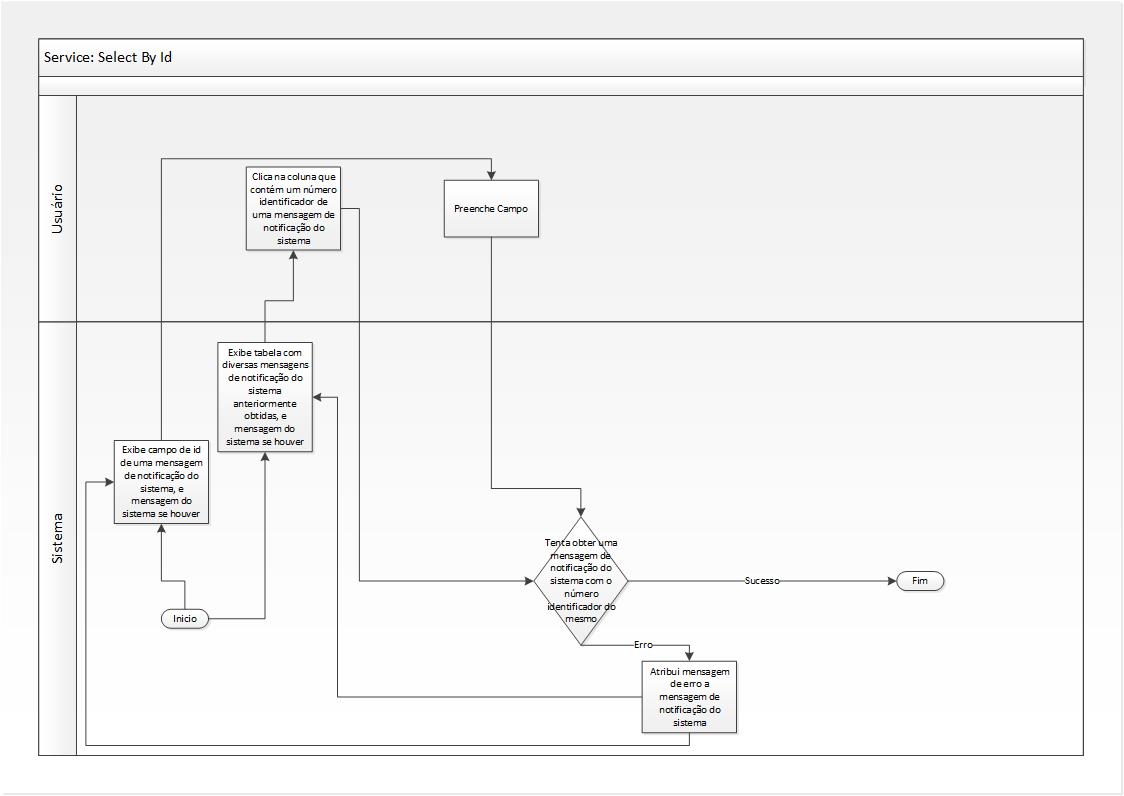 Service: Select By Id
Usuário
Clica na coluna que
contém um número
identificador de
uma mensagem de
notificação do
sistema
Preenche Campo
Sistema
Exibe tabela com
diversas mensagens
de notificação do
sistema
anteriormente
obtidas, e
mensagem do
sistema se houver
Exibe campo de id
de uma mensagem
de notificação do
sistema, e
mensagem do
sistema se houver
Inicio
Tenta obter uma
mensagem de
notificação do
sistema com o
número
identificador do
mesmo
Sucesso
Fim
Erro
Atribui mensagem
de erro a
mensagem de
notificação do
sistema